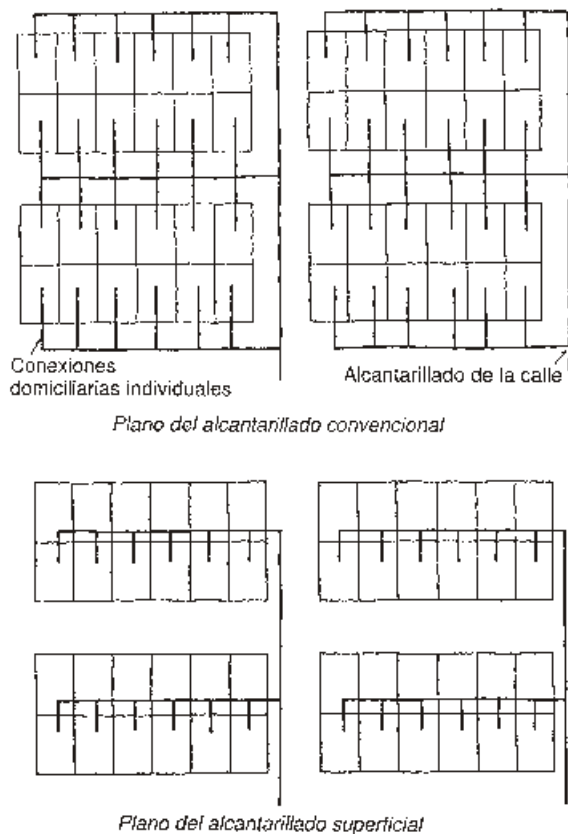 Conexiones
domiciliarias individuales
Alcantarillado de la calle
Plano del alcantarillado convencional
Plano del alcantarillado superficial